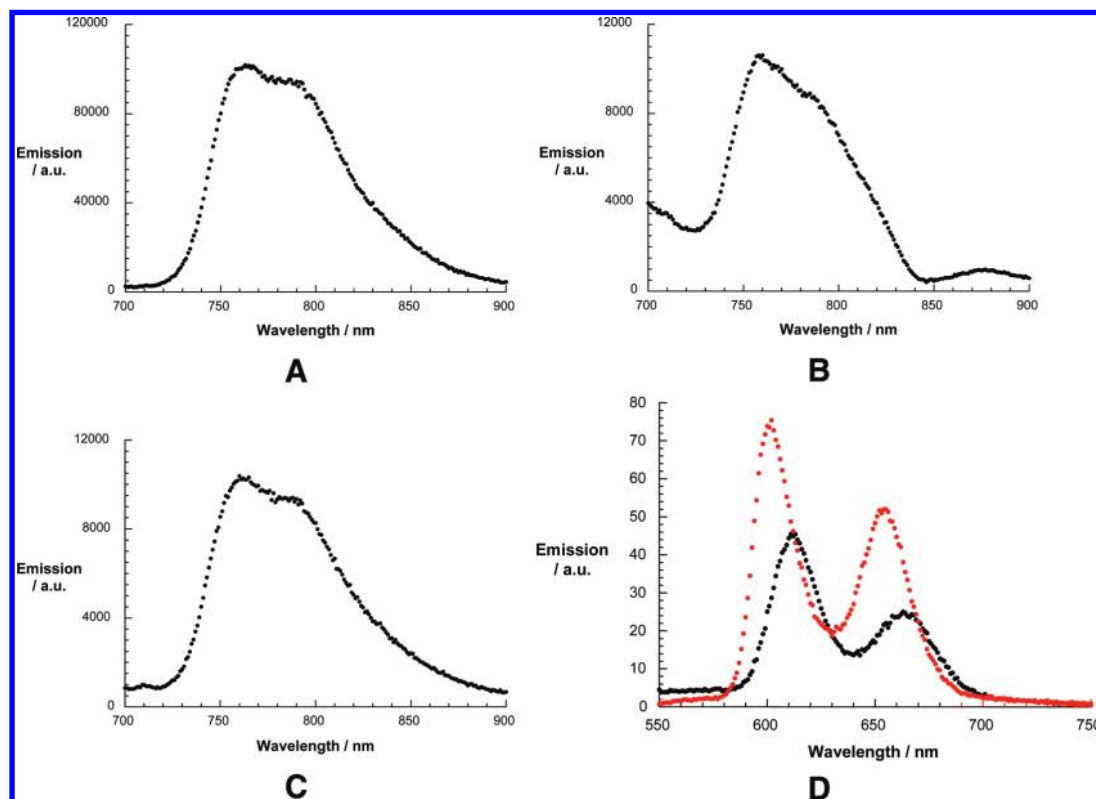 120000
80000
Emission
/ a.u.
40000
0
700 750 800 850 900
Wavelength / nm
A
12000
8000
Emission
/ a.u.
4000
0
700 750 800 850 900
Wavelength / nm
B
12000
8000
Emission
/ a.u.
4000
0
700 750 800 850 900
Wavelength / nm
C
80
70
60
50
Emission
40
/ a.u.
30
20
10
0
550 600 650 700 750
Wavelength / nm
D